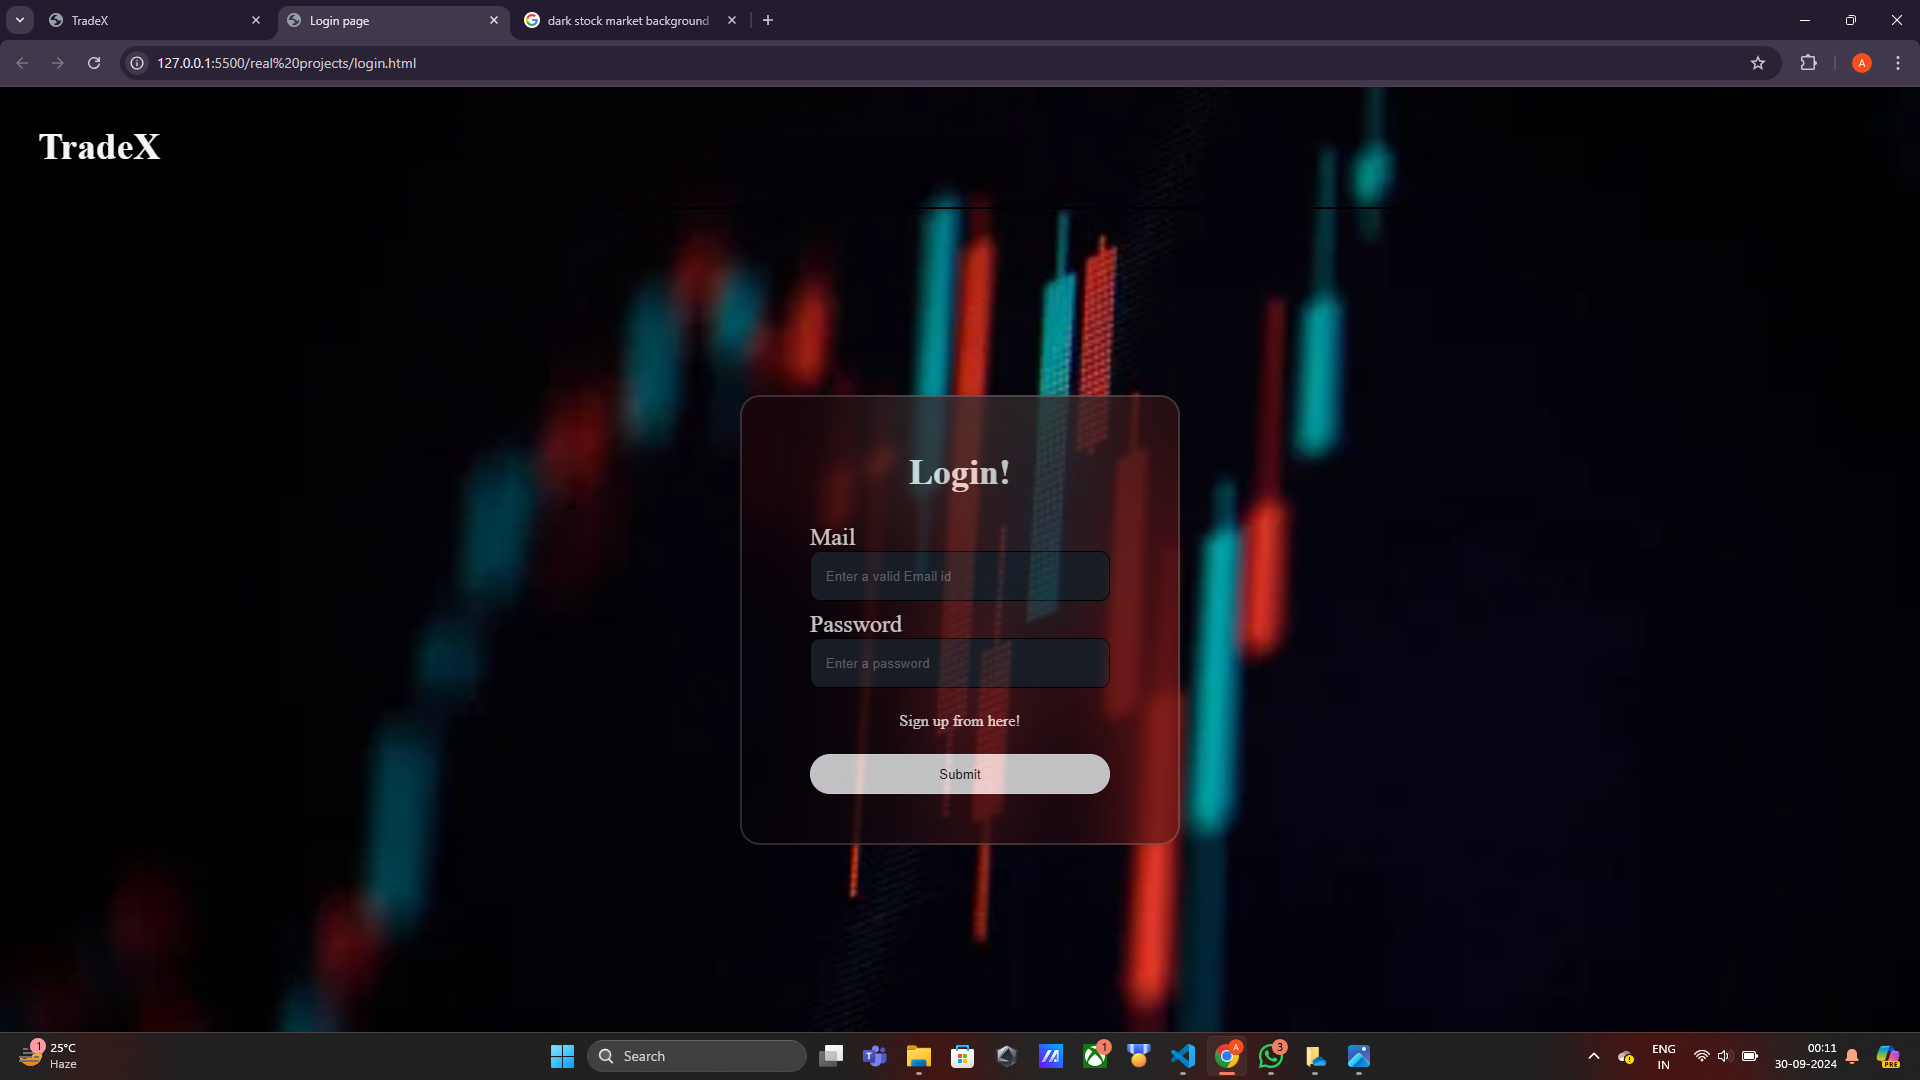 TradeX
Login page
dark stock market background
127.0.0.1:5500/real%20projects/login.html
A
TradeX
Login!
Mail
Enter a valid Email id
Password
Enter a password
Sign up from here!
Submit
1
25°C
Haze
Search
1
A
3
ENG
IN
00:11
30-09-2024
PRE